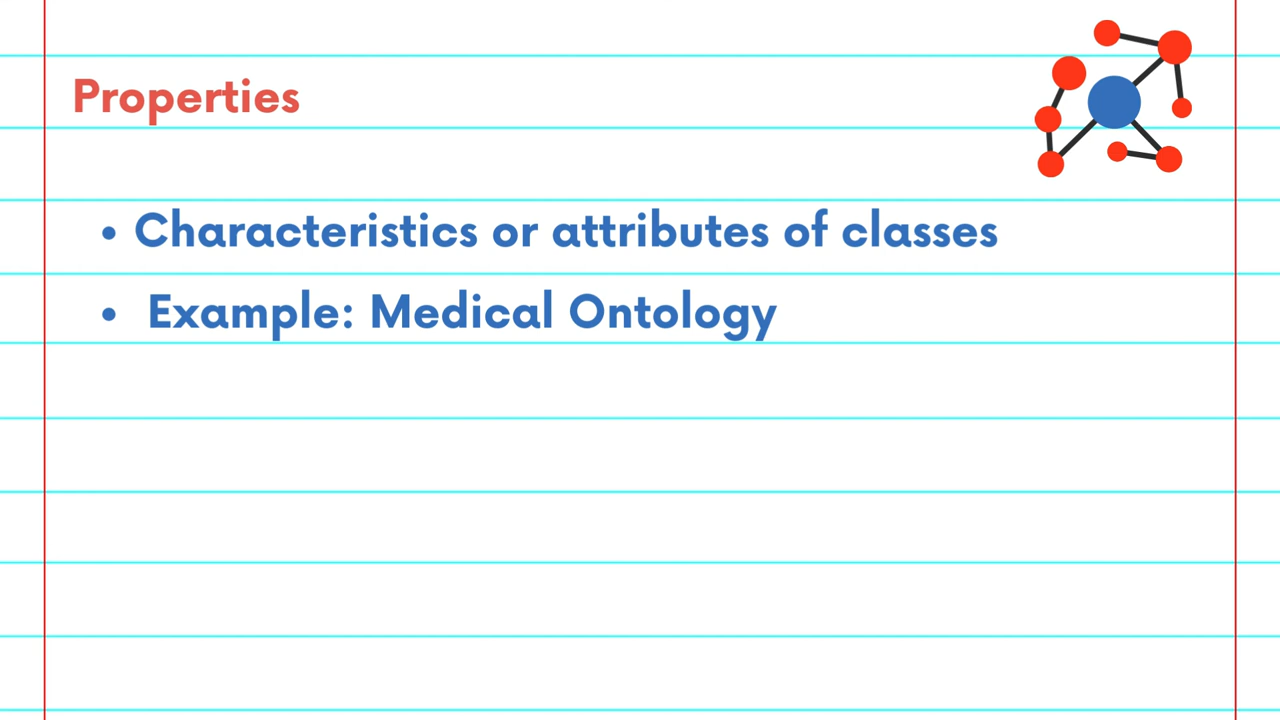 Properties
• Characteristics or attributes of classes
• Example: Medical Ontology